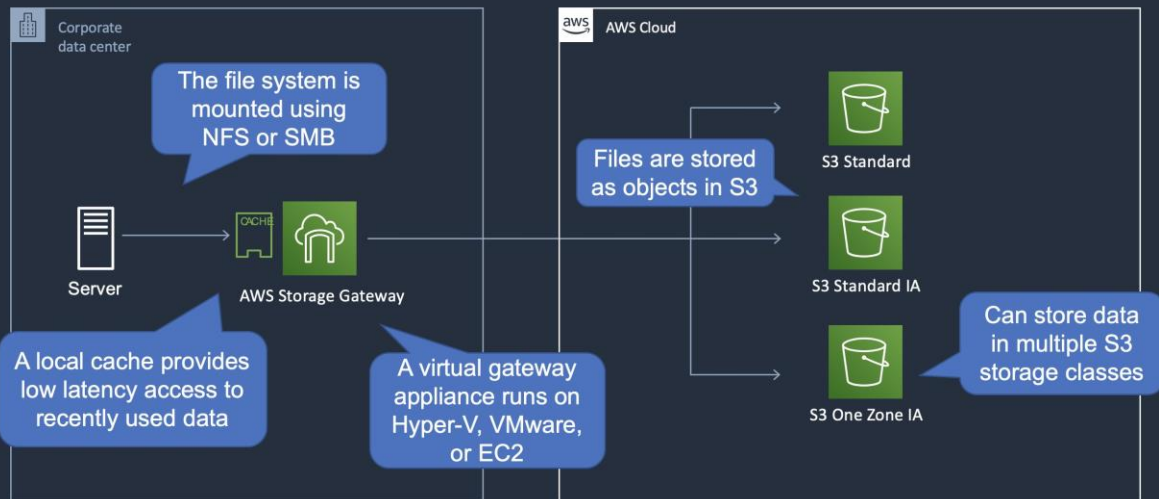 Corporate
data center
The file system is
mounted using
NFS or SMB
Server
CACHE
AWS Storage Gateway
A local cache provides
low latency access to
recently used data
A virtual gateway
appliance runs on
Hyper-V, VMware,
or EC2
aws
AWS Cloud
Files are stored
as objects in S3
S3 Standard
S3 Standard IA
S3 One Zone IA
Can store data
in multiple S3
storage classes